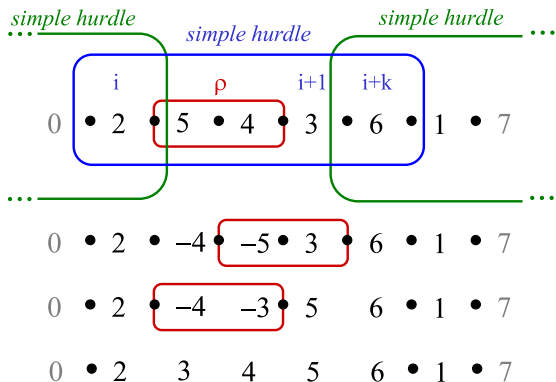 simple hurdle simple hurdle simple hurdle
i ρ i+1 i+k
0 • 2 • 5 • 4 • 3 • 6 • 1 • 7
0 • 2 • −4 • −5 • 3 • 6 • 1 • 7
0 • 2 • −4 −3 • 5 6 • 1 • 7
0 • 2 3 4 5 6 • 1 • 7